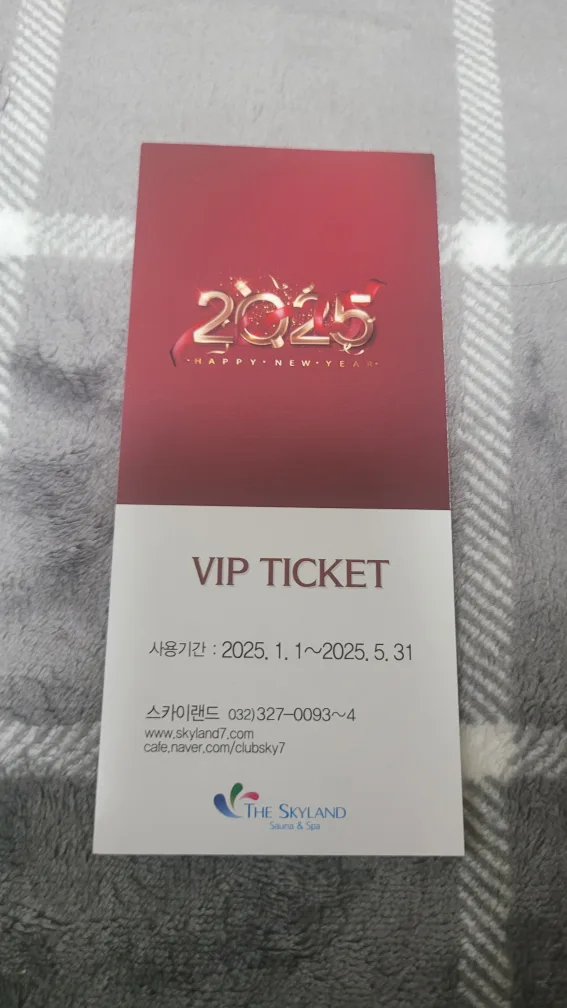 2025
·HAPPY·NEW·YEAR·
VIP TICKET
사용기간 : 2025. 1. 1~2025. 5. 31
스카이랜드 032)327-0093~4
www.skyland7.com
cafe.naver.com/clubsky7
THE SKYLAND
Sauna & Spa